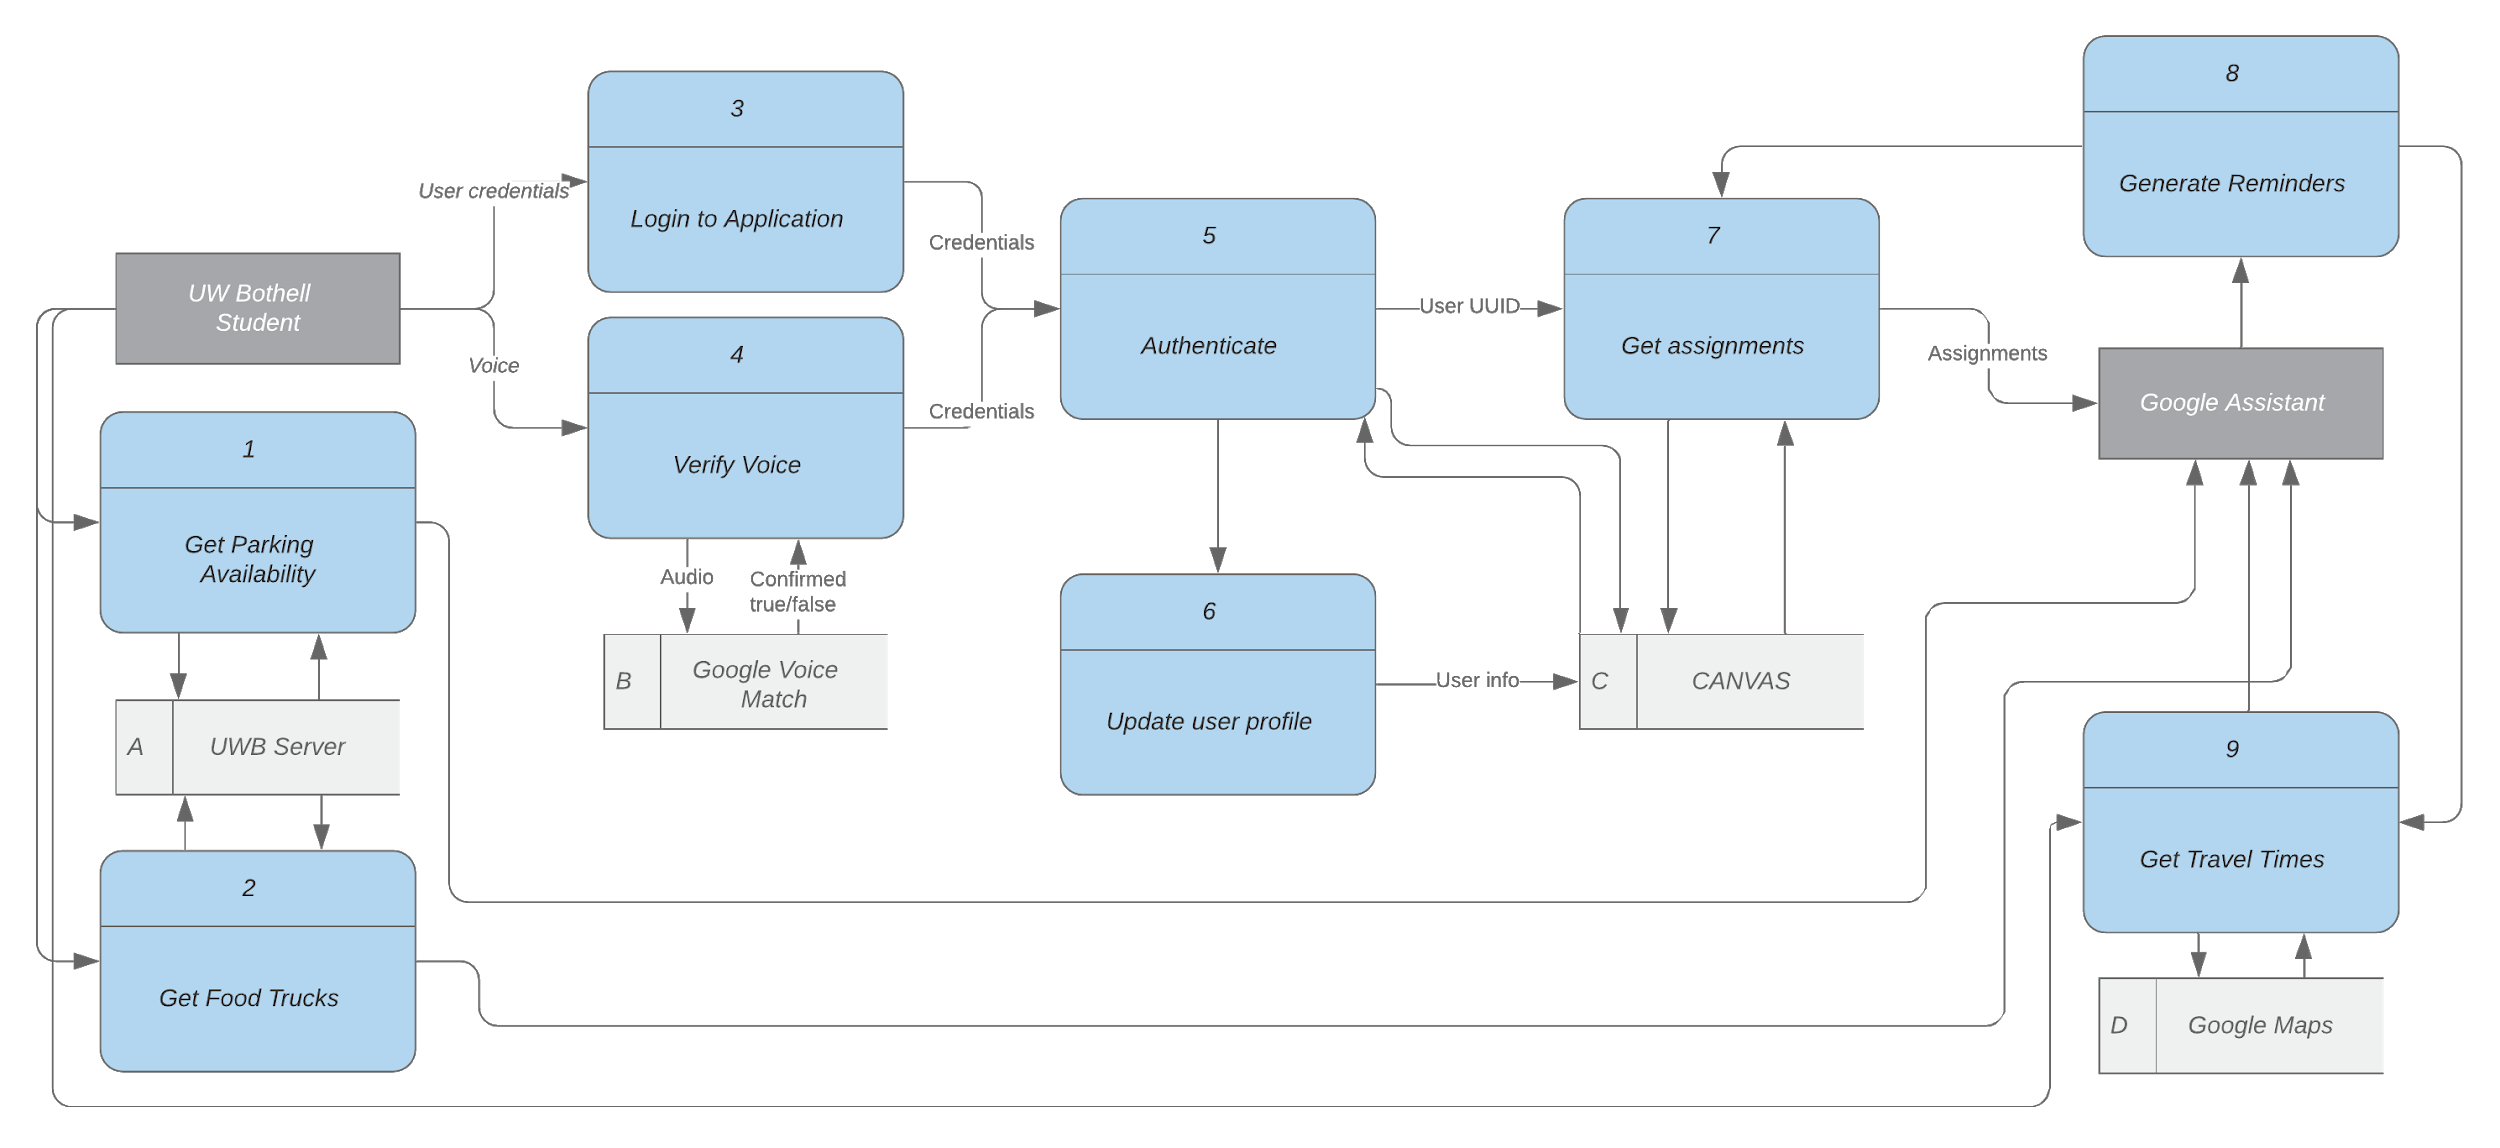 3
Login to Application
User credentials
UW Bothell
Student
Voice
4
Verify Voice
Credentials
Credentials
5
Authenticate
User UUID
7
Get assignments
Assignments
8
Generate Reminders
Google Assistant
1
Get Parking
Availability
Audio
Confirmed
true/false
A
UWB Server
B
Google Voice
Match
6
Update user profile
User info
C
CANVAS
2
Get Food Trucks
9
Get Travel Times
D
Google Maps